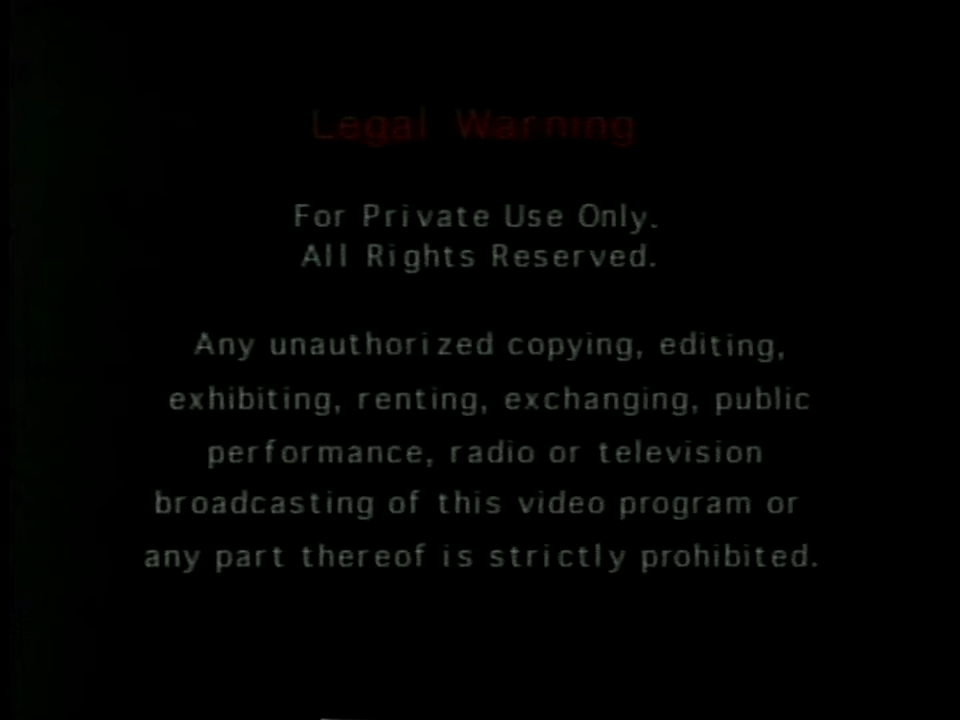 Legal Warning
For Private Use Only.
All Rights Reserved.
Any unauthorized copying, editing,
exhibiting, renting, exchanging, public
performance, radio or television
broadcasting of this video program or
any part thereof is strictly prohibited.